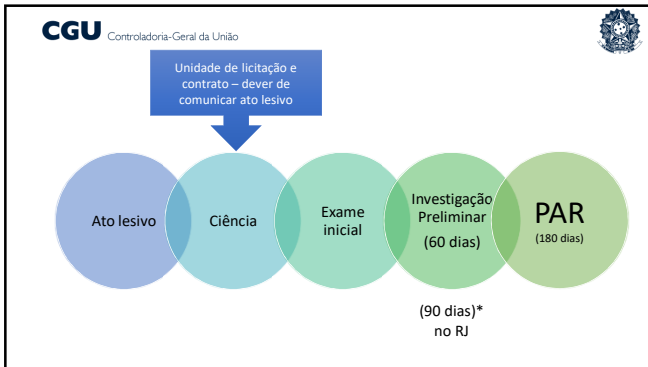 CGU Controladoria-Geral da União
Unidade de licitação e
contrato – dever de
comunicar ato lesivo
Ato lesivo
Ciência
Exame
inicial
Investigação
Preliminar
(60 dias)
PAR
(180 dias)
(90 dias)*
no RJ